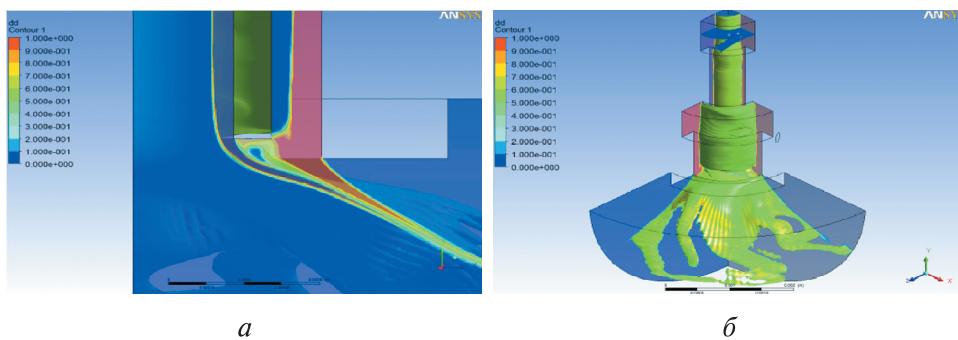 ANSYS
dd
Contour 1
1.000e+000
9.000e-001
8.000e-001
7.000e-001
6.000e-001
5.000e-001
4.000e-001
3.000e-001
2.000e-001
1.000e-001
0.000e+000
ANSYS
dd
Contour 1
9.000e-001
8.000e-001
7.000e-001
6.000e-001
5.000e-001
4.000e-001
3.000e-001
2.000e-001
1.000e-001
0.000e+000
Y
Z
X
а
б